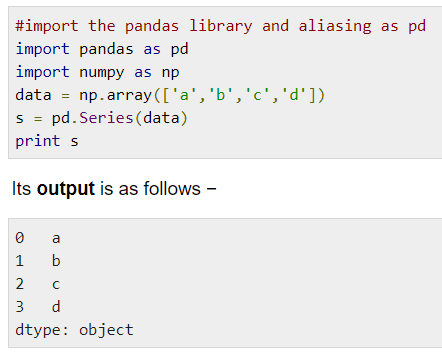 #import the pandas library and aliasing as pd
import pandas as pd
import numpy as np
data = np.array(['a','b','c','d'])
s = pd.Series(data)
print s
Its output is as follows −
0   a
1   b
2   c
3   d
dtype: object